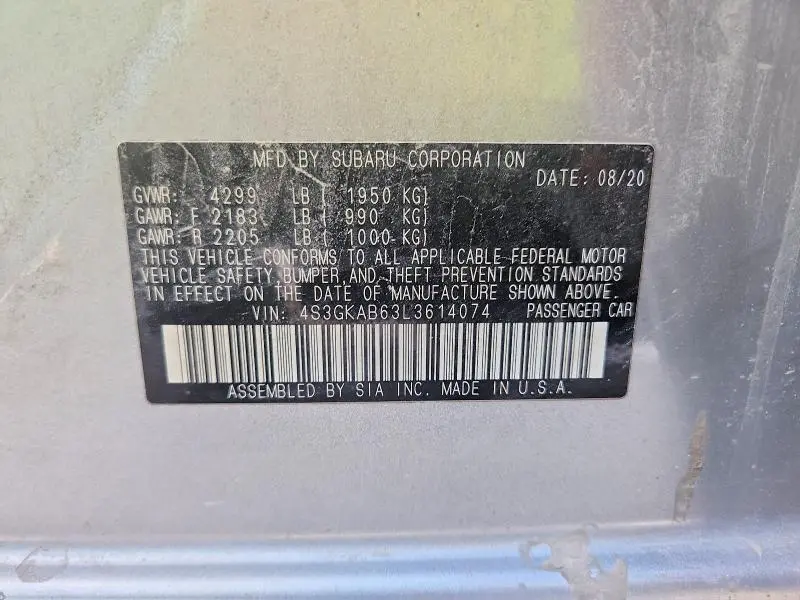 MFD BY SUBARU CORPORATION
DATE: 08/20
GVWR: 4299 LB ( 1950 KG)
GAWR: F 2183 LB ( 990 KG)
GAWR: R 2205 LB ( 1000 KG)
THIS VEHICLE CONFORMS TO ALL APPLICABLE FEDERAL MOTOR
VEHICLE SAFETY, BUMPER, AND THEFT PREVENTION STANDARDS
IN EFFECT ON THE DATE OF MANUFACTURE SHOWN ABOVE.
VIN: 4S3GKAB63L3614074 PASSENGER CAR
ASSEMBLED BY SIA INC. MADE IN U.S.A.